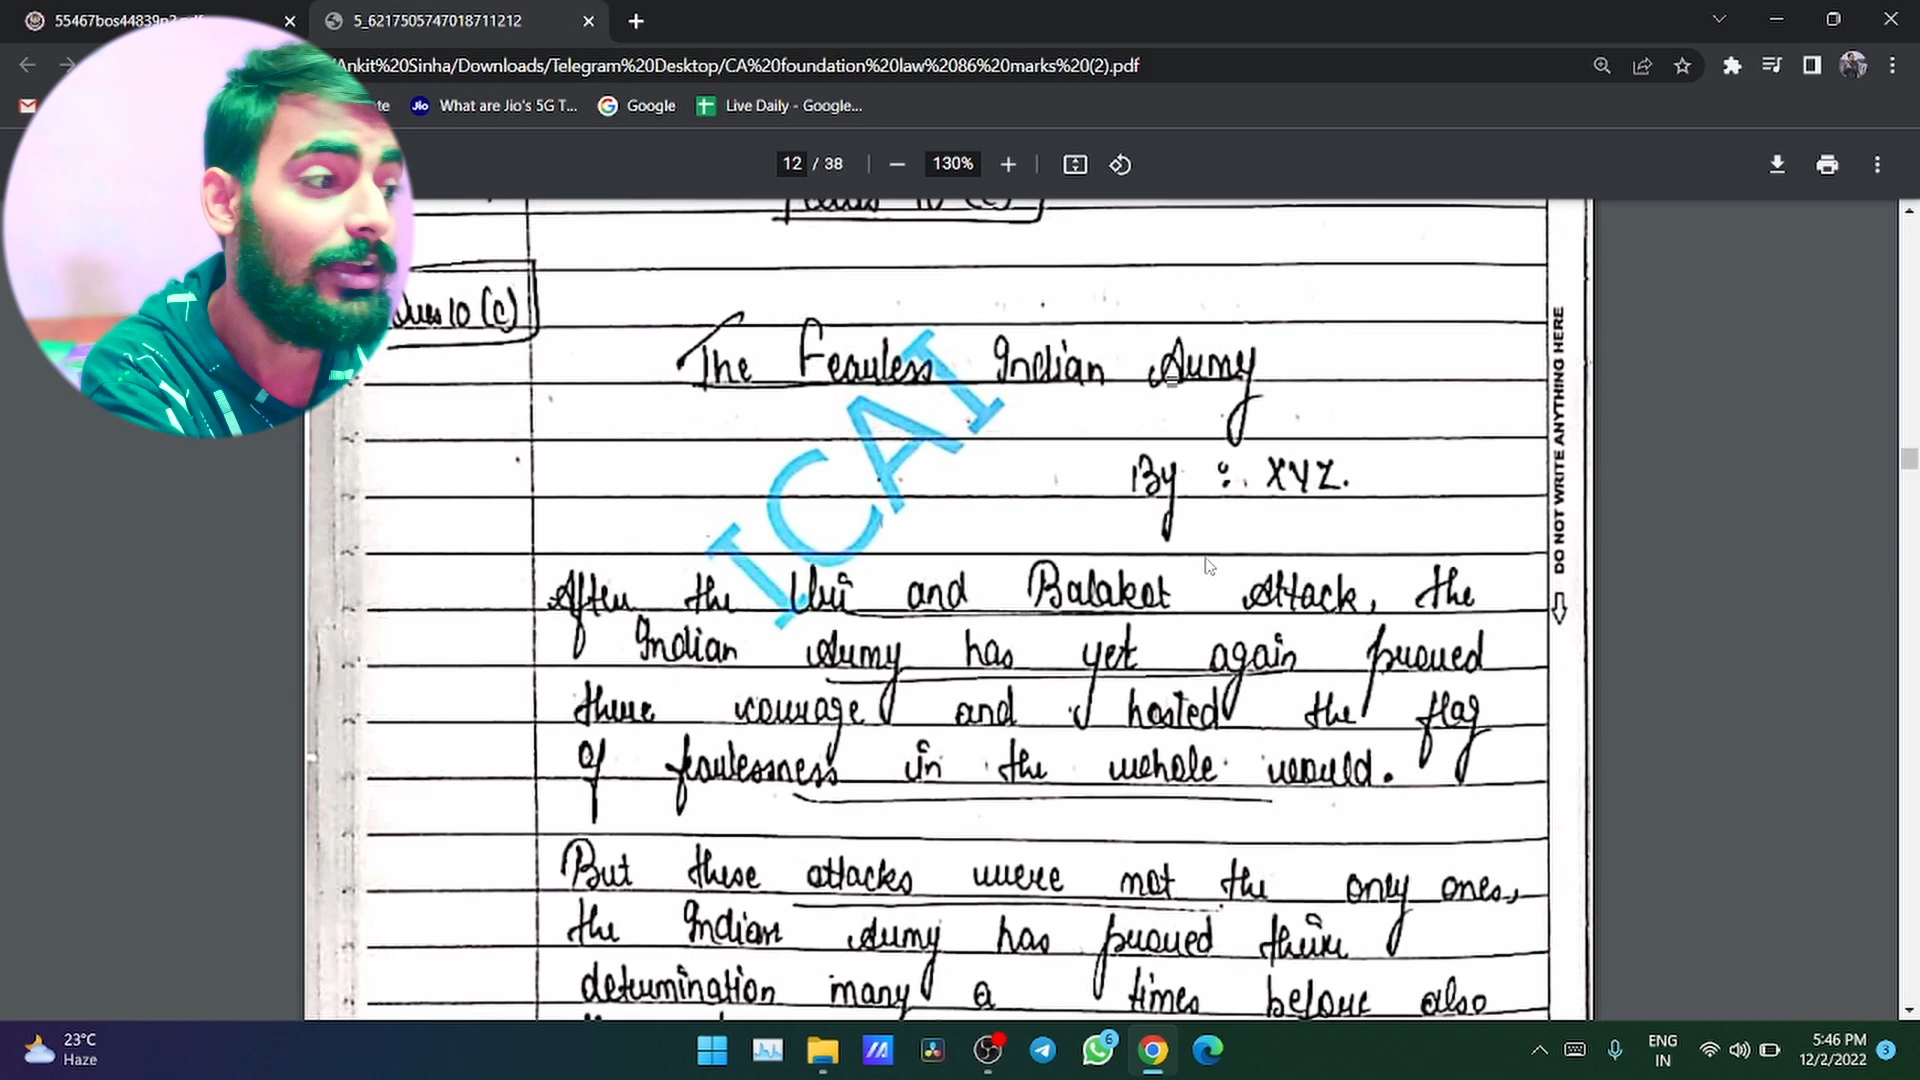 55467bos44839p2.pdf
5_6217505747018711212
/Ankit%20Sinha/Downloads/Telegram%20Desktop/CA%20foundation%20law%2086%20marks%20(2).pdf
What are Jio's 5G T...
Google
Live Daily - Google...
12 / 38
130%
10 (C)
The Fearless Indian Army
By : XYZ.
After the Uri and Balakot Attack, the
Indian Army has yet again proved
there courage and hosted the flag
of fearlessness in the whole world.
But these attacks were not the only ones,
the Indian Army has proved their
determination many a times before also
ICAI
DO NOT WRITE ANYTHING HERE
23°C
Haze
6
ENG
IN
5:46 PM
12/2/2022
3